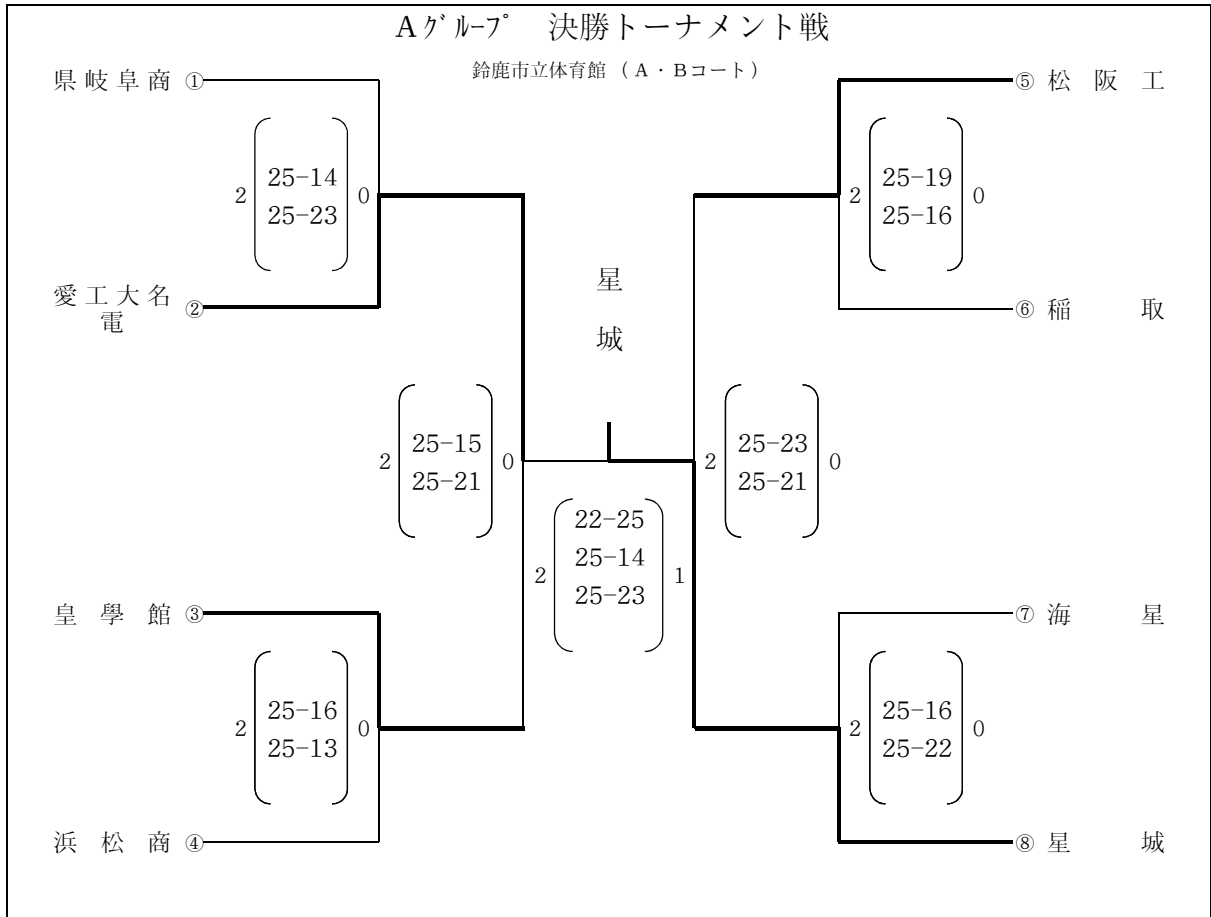 Aグループ 決勝トーナメント戦
鈴鹿市立体育館 (A・Bコート)
県岐阜商 ①
⑤ 松阪工
2 25-14 0
25-23
2 25-19 0
25-16
愛工大名電 ②
星城
⑥ 稲取
2 25-15 0
25-21
2 25-23 0
25-21
22-25
2 25-14 1
25-23
皇學館 ③
⑦ 海星
2 25-16 0
25-13
2 25-16 0
25-22
浜松商 ④
⑧ 星城